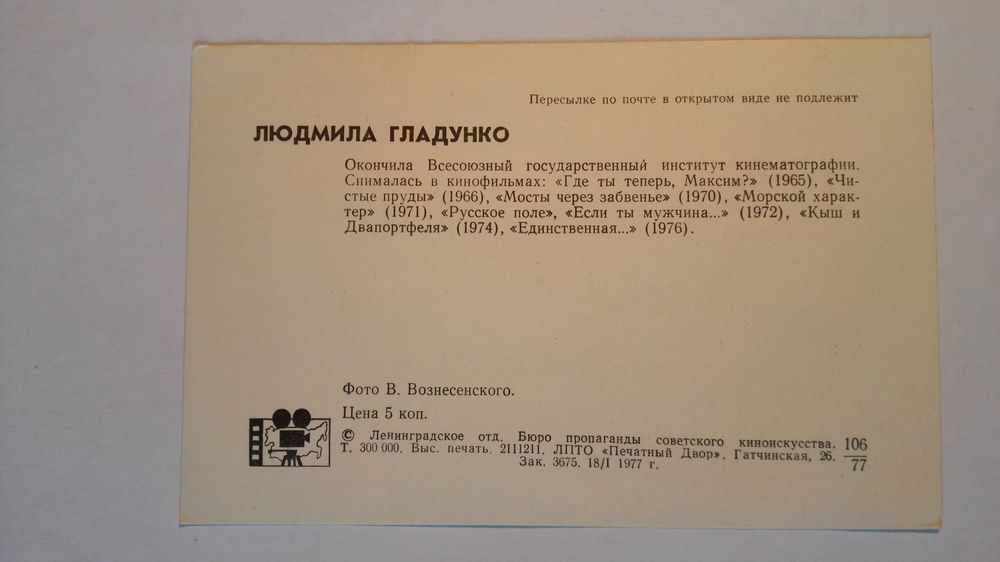 Пересылке по почте в открытом виде не подлежит
ЛЮДМИЛА ГЛАДУНКО
Окончила Всесоюзный государственный институт кинематографии.
Снималась в кинофильмах: «Где ты теперь, Максим?» (1965), «Чи-
стые пруды» (1966), «Мосты через забвенье» (1970), «Морской харак-
тер» (1971), «Русское поле», «Если ты мужчина...» (1972), «Кыш и
Двапортфеля» (1974), «Единственная...» (1976).
Фото В. Вознесенского.
Цена 5 коп.
© Ленинградское отд. Бюро пропаганды советского киноискусства.
Т. 300 000. Выс. печать. 2111211. ЛПТО «Печатный Двор». Гатчинская, 26.
Зак. 3675. 18/I 1977 г.
106
77